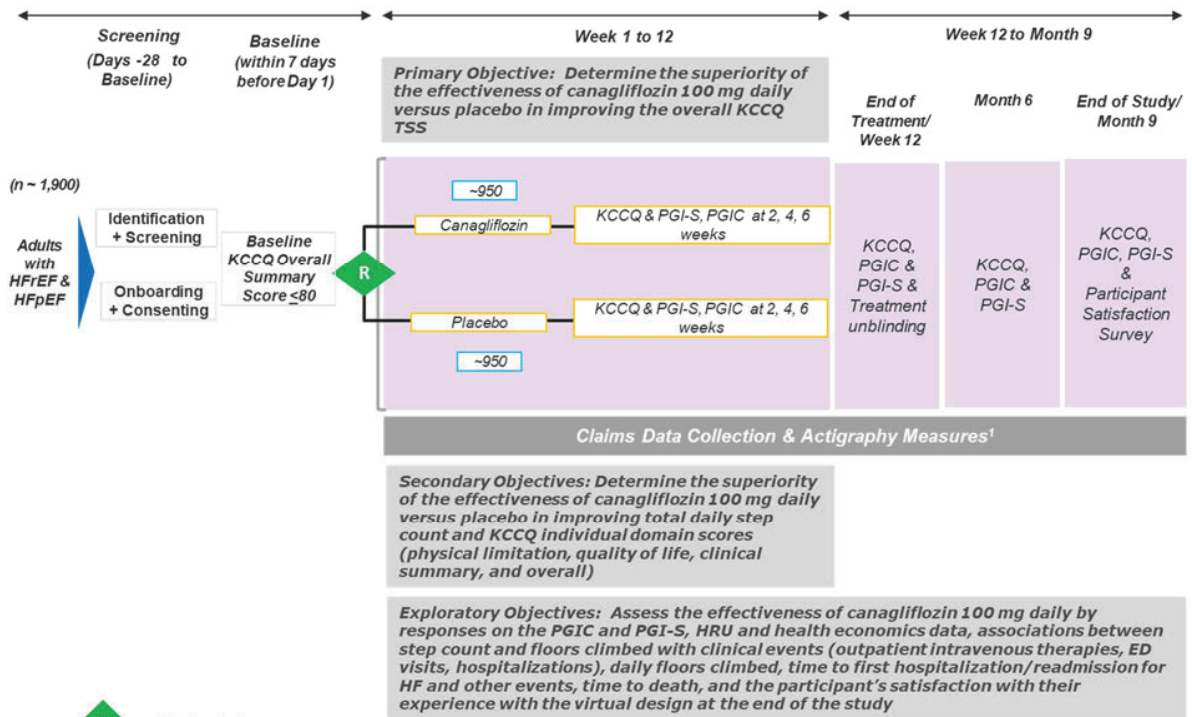 Screening
(Days -28 to
Baseline)
Baseline
(within 7 days
before Day 1)
Week 1 to 12
Week 12 to Month 9
Primary Objective: Determine the superiority of
the effectiveness of canagliflozin 100 mg daily
versus placebo in improving the overall KCCQ
TSS
End of
Treatment/
Week 12
Month 6
End of Study/
Month 9
(n ~ 1,900)
Adults
with
HFrEF &
HFpEF
Identification
+ Screening
Onboarding
+ Consenting
Baseline
KCCQ Overall
Summary
Score ≤80
R
~950
Canagliflozin
KCCQ & PGI-S, PGIC at 2, 4, 6
weeks
Placebo
KCCQ & PGI-S, PGIC at 2, 4, 6
weeks
~950
KCCQ,
PGIC &
PGI-S &
Treatment
unblinding
KCCQ,
PGIC &
PGI-S
KCCQ,
PGIC, PGI-S
&
Participant
Satisfaction
Survey
Claims Data Collection & Actigraphy Measures¹
Secondary Objectives: Determine the superiority
of the effectiveness of canagliflozin 100 mg daily
versus placebo in improving total daily step
count and KCCQ individual domain scores
(physical limitation, quality of life, clinical
summary, and overall)
Exploratory Objectives: Assess the effectiveness of canagliflozin 100 mg daily by
responses on the PGIC and PGI-S, HRU and health economics data, associations between
step count and floors climbed with clinical events (outpatient intravenous therapies, ED
visits, hospitalizations), daily floors climbed, time to first hospitalization/readmission for
HF and other events, time to death, and the participant's satisfaction with their
experience with the virtual design at the end of the study